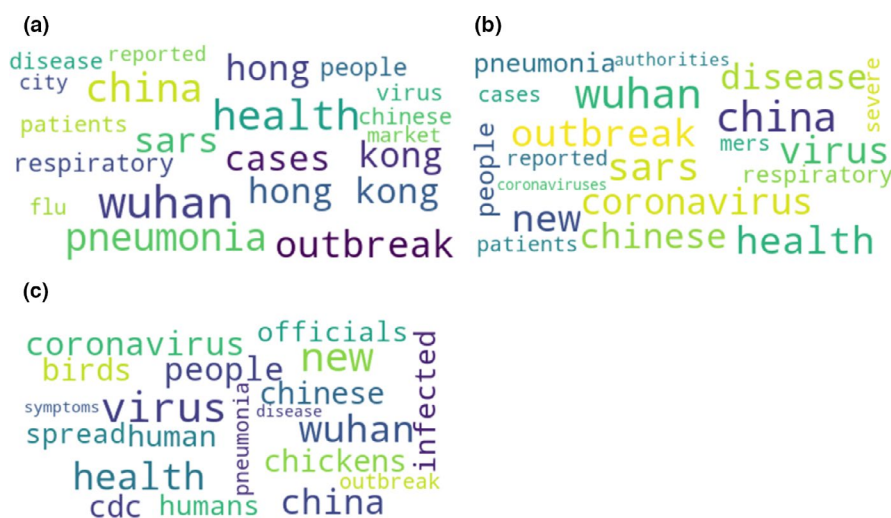 (a)
disease reported
city china hong people
virus
patients health chinese
sars market
respiratory cases kong
flu wuhan hong kong
pneumonia outbreak
(b)
pneumonia authorities
cases wuhan disease severe
outbreak china
people reported sars mers virus
coronaviruses respiratory
new coronavirus
patients chinese health
(c)
coronavirus officials
birds people new infected
symptoms virus pneumonia chinese
disease
spread human wuhan
health chickens
outbreak
cdc humans china